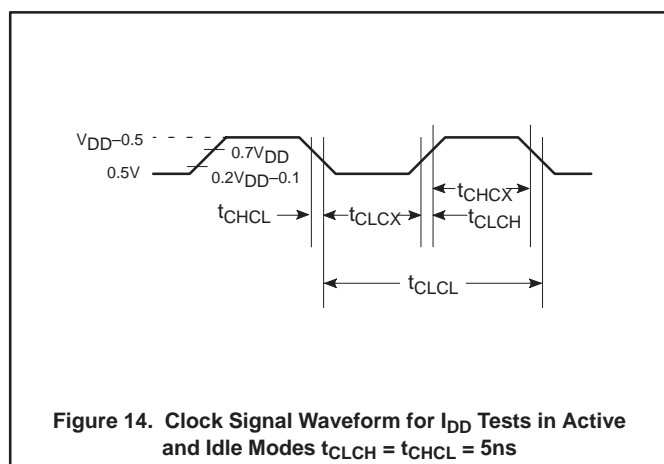 VDD–0.5
0.7VDD
0.5V
0.2VDD–0.1
tCHCX
tCHCL
tCLCX
tCLCH
tCLCL
Figure 14. Clock Signal Waveform for IDD Tests in Active
and Idle Modes tCLCH = tCHCL = 5ns